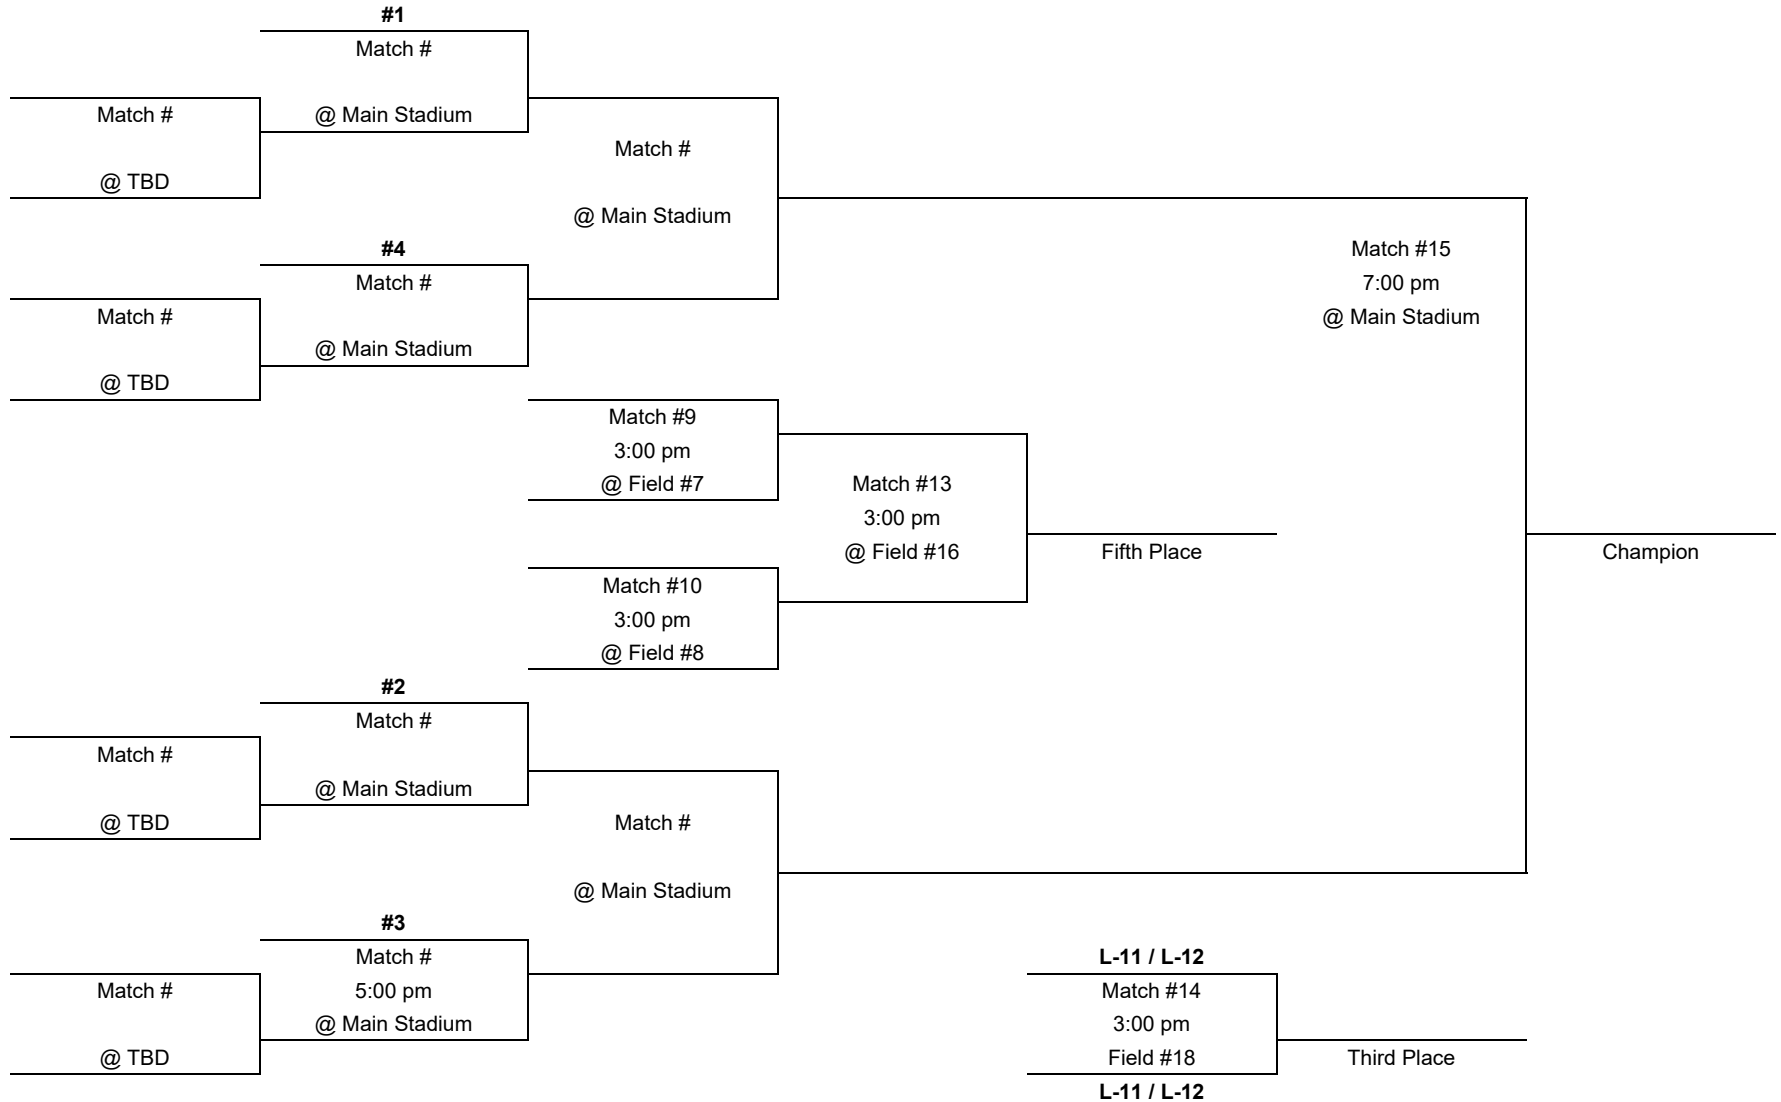 #1
Match #
@ Main Stadium
Match #
@ TBD
Match #
@ Main Stadium
#4
Match #
@ Main Stadium
Match #
@ TBD
Match #15
7:00 pm
@ Main Stadium
Match #9
3:00 pm
@ Field #7
Match #13
3:00 pm
@ Field #16
Fifth Place
Champion
Match #10
3:00 pm
@ Field #8
#2
Match #
@ Main Stadium
Match #
@ TBD
Match #
@ Main Stadium
#3
Match #
5:00 pm
@ Main Stadium
Match #
@ TBD
L-11 / L-12
Match #14
3:00 pm
Field #18
Third Place
L-11 / L-12